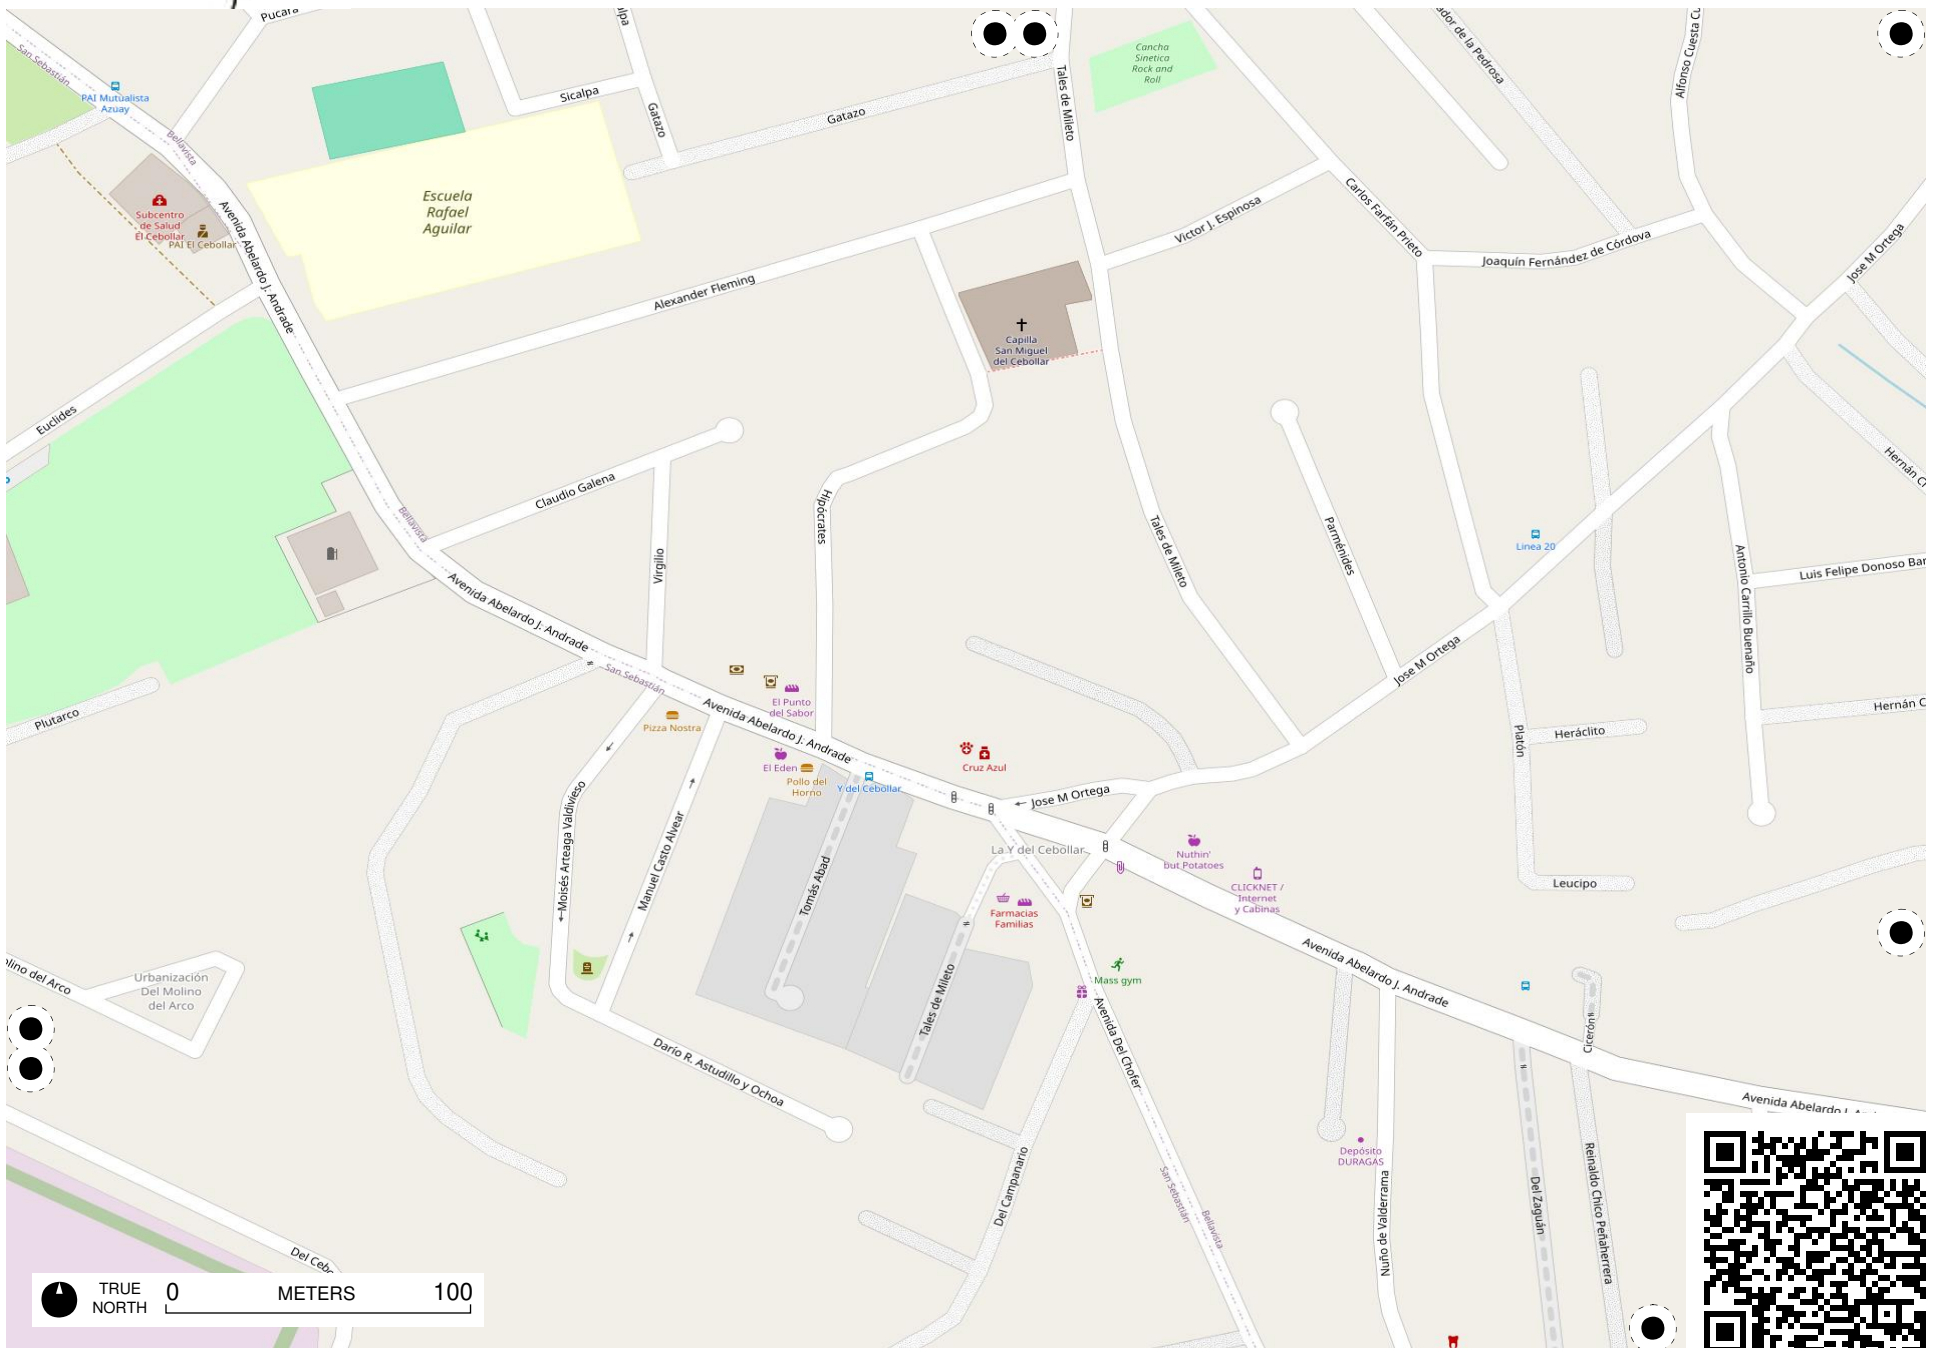 Pucará
San Sebastián
PAI Mutualista
Azuay
Bellavista
Sicalpa
Gatazo
Gatazo
Tales de Mileto
Cancha
Sinetica
Rock and
Roll
Alfonso Cuesta
Subcentro
de Salud
El Cebollar
PAI El Cebollar
Avenida Abelardo J. Andrade
Escuela
Rafael
Aguilar
Victor J. Espinosa
Carlos Farfán Prieto
Joaquín Fernández de Córdova
Jose M Ortega
Alexander Fleming
Capilla
San Miguel
del Cebollar
Euclides
Claudio Galena
Hipócrates
Bellavista
Virgilio
Tales de Mileto
Parménides
Linea 20
Antonio Carrillo Buenaño
Luis Felipe Donoso Bar
Hernán C
Avenida Abelardo J. Andrade
San Sebastián
Jose M Ortega
Plutarco
Pizza Nostra
El Punto
del Sabor
Avenida Abelardo J. Andrade
El Eden
Pollo del
Horno
Y del Cebollar
Cruz Azul
Jose M Ortega
Platón
Heráclito
Hernán C
Moisés Arteaga Valdivieso
Manuel Casto Alvear
Tomás Abad
La Y del Cebollar
Nuthin'
but Potatoes
CLICKNET /
Internet
y Cabinas
Leucipo
Farmacias
Familias
Avenida Abelardo J. Andrade
Mass gym
Urbanización
Del Molino
del Arco
olino del Arco
Tales de Mileto
Avenida Del Chofer
Cicerón
Darío R. Astudillo y Ochoa
Avenida Abelardo J.
Depósito
DURAGAS
Del Campanario
San Sebastián
Bellavista
Nuño de Valderrama
Del Zaguán
Reinaldo Chico Peñaherrera
Del Cebo
TRUE
NORTH
0 METERS 100